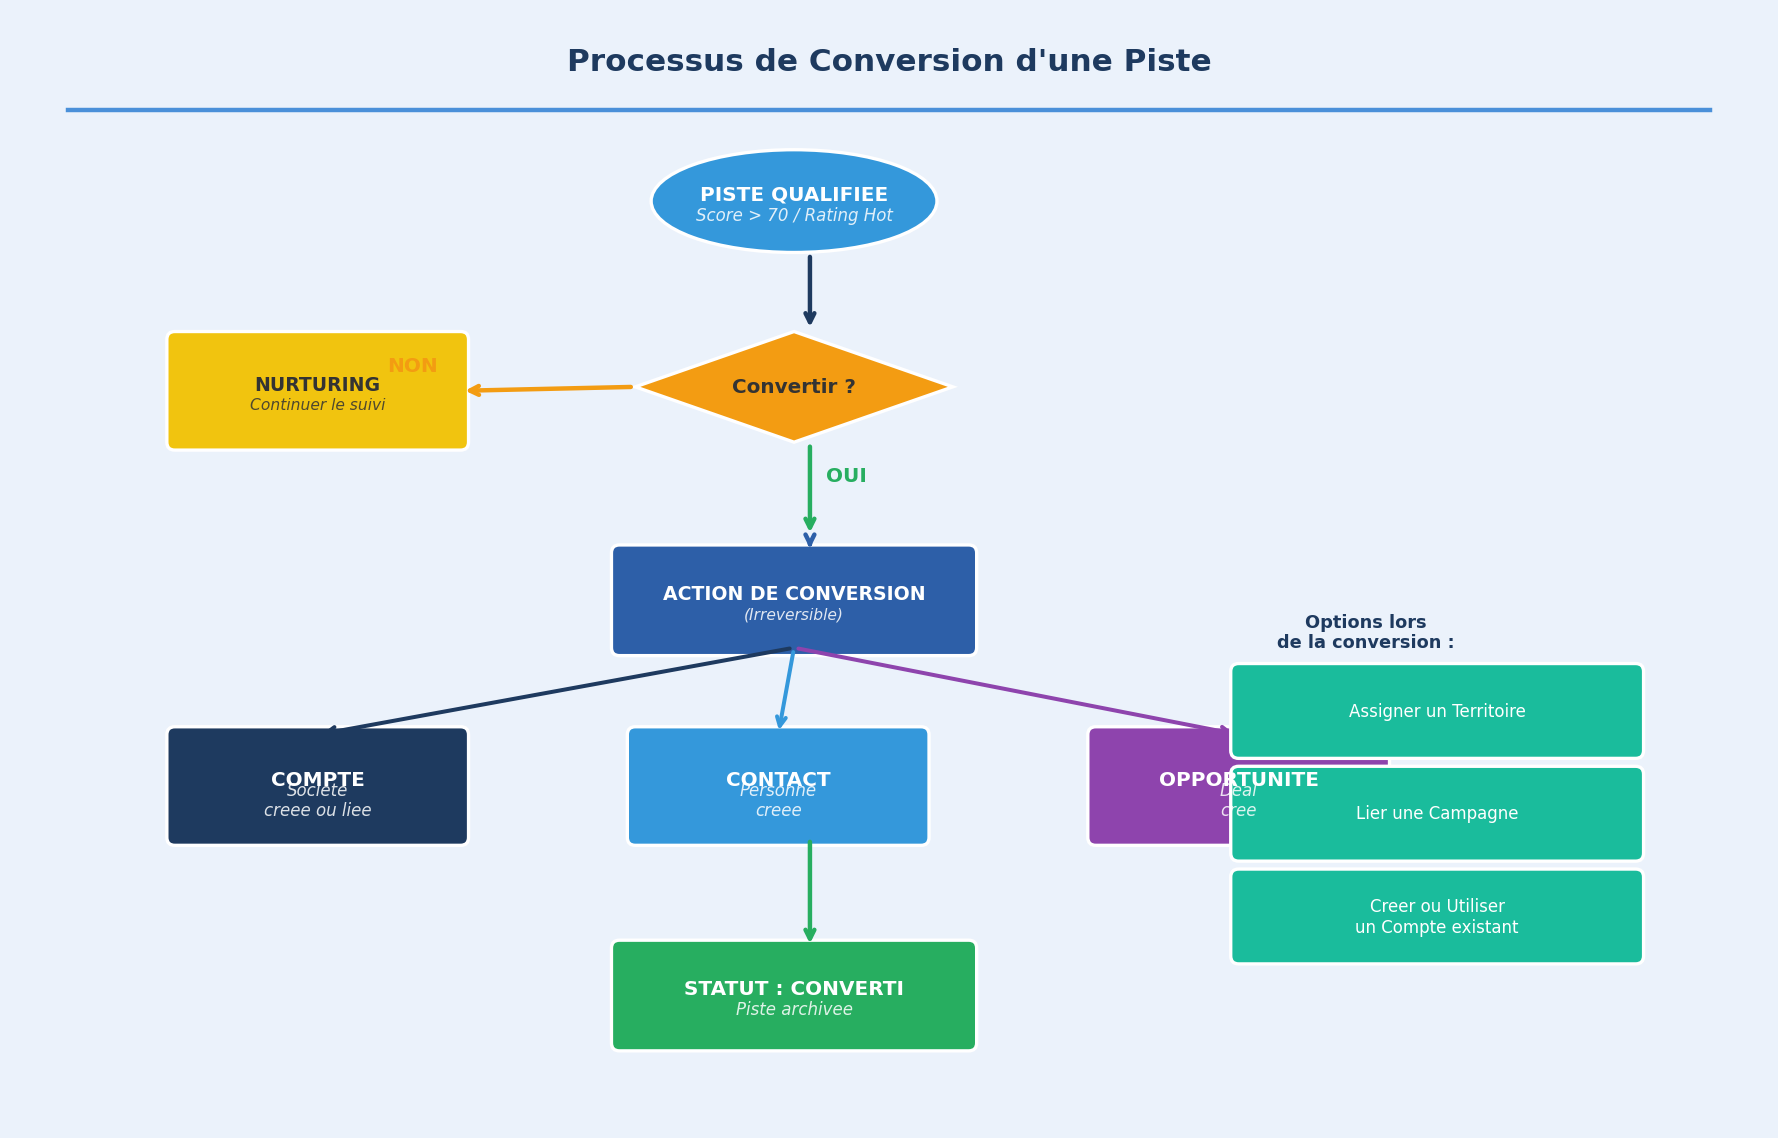 Processus de Conversion d'une Piste
PISTE QUALIFIEE
Score > 70 / Rating Hot
NON
NURTURING
Continuer le suivi
Convertir ?
OUI
ACTION DE CONVERSION
(Irreversible)
Options lors
de la conversion :
Assigner un Territoire
COMPTE
Societe
creee ou liee
CONTACT
Personne
creee
OPPORTUNITE
Deal
cree
Lier une Campagne
Creer ou Utiliser
un Compte existant
STATUT : CONVERTI
Piste archivee